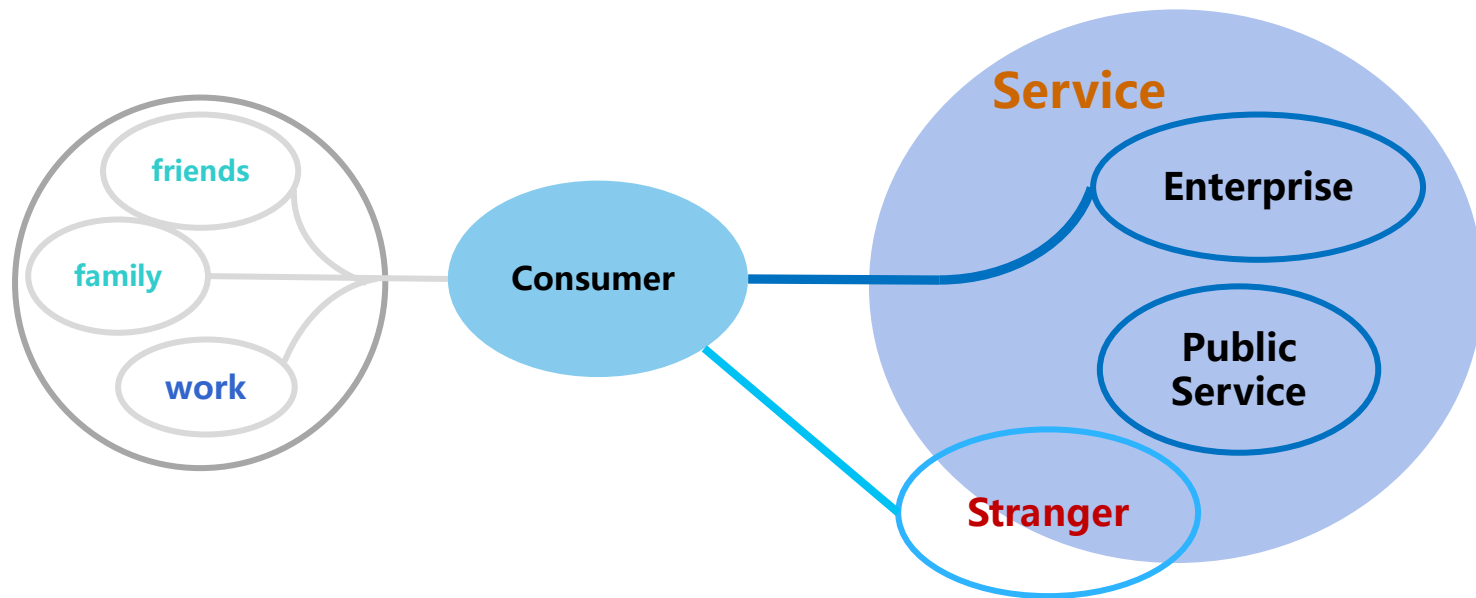 Service
friends
Enterprise
family
Consumer
Public
Service
work
Stranger